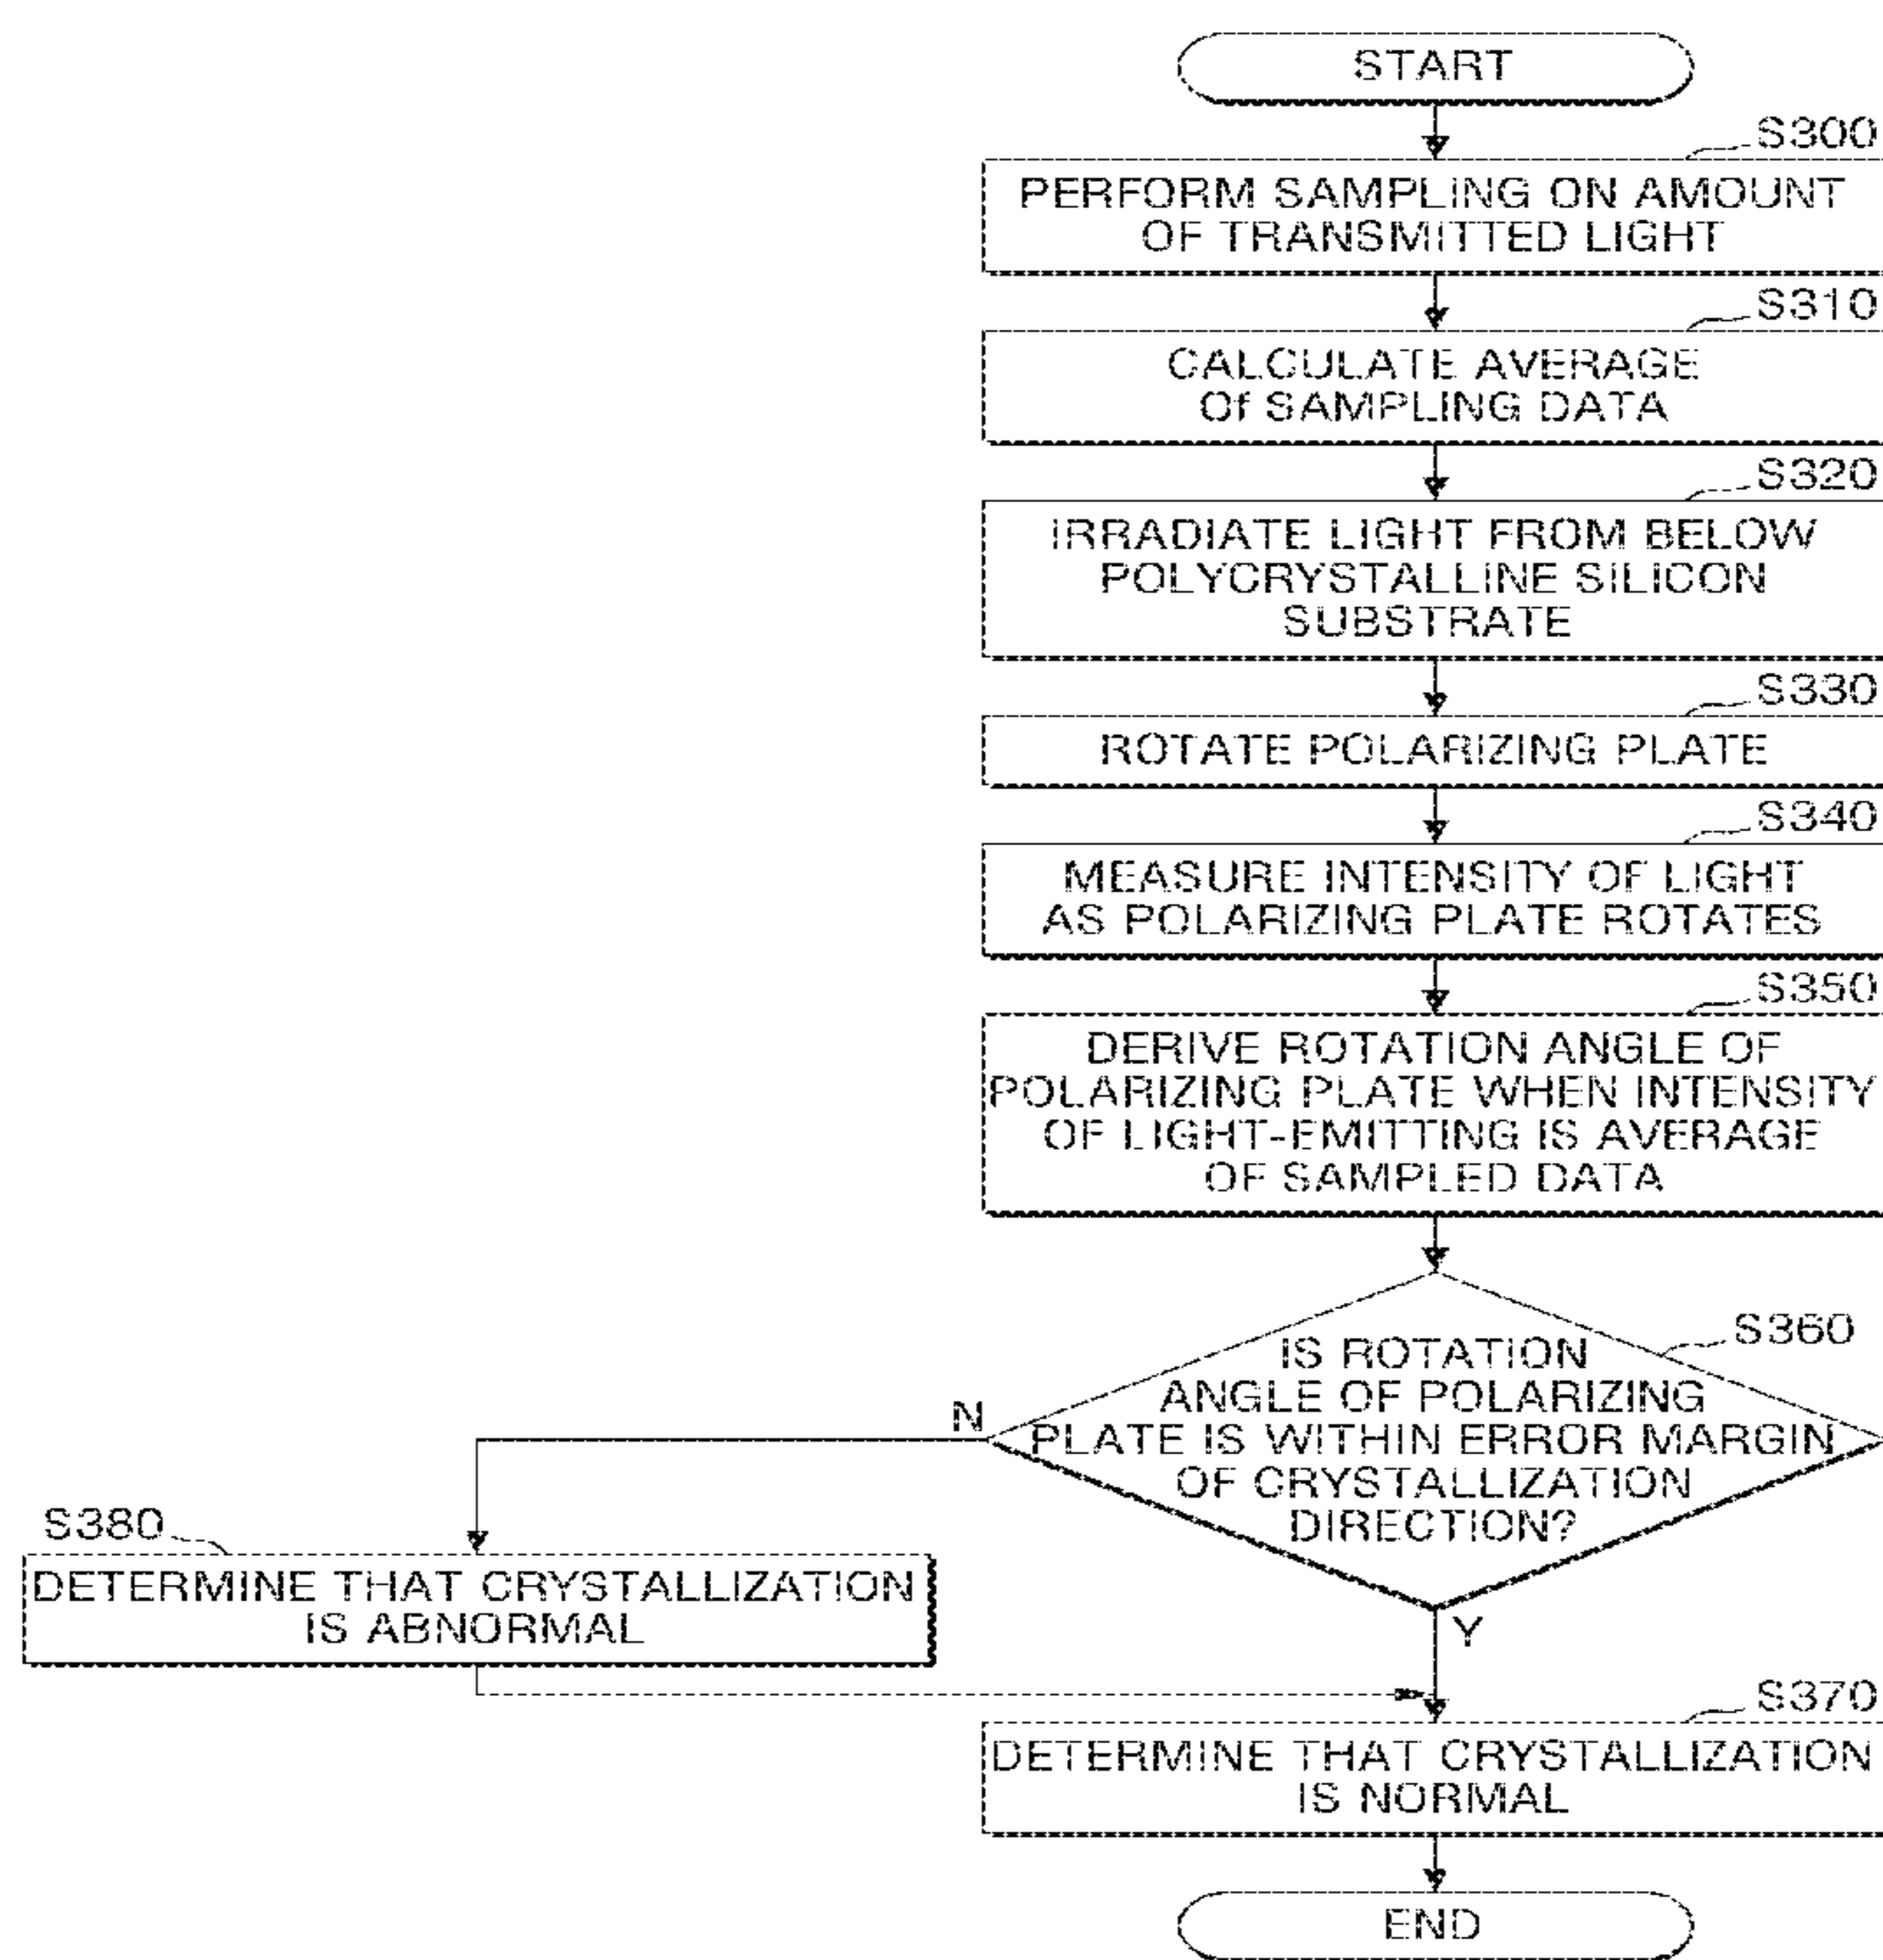 START
S300
PERFORM SAMPLING ON AMOUNT
OF TRANSMITTED LIGHT
S310
CALCULATE AVERAGE
Of SAMPLING DATA
S320
IRRADIATE LIGHT FROM BELOW
POLYCRYSTALLINE SILICON
SUBSTRATE
S330
ROTATE POLARIZING PLATE
S340
MEASURE INTENSITY OF LIGHT
AS POLARIZING PLATE ROTATES
S350
DERIVE ROTATION ANGLE OF
POLARIZING PLATE WHEN INTENSITY
OF LIGHT-EMITTING IS AVERAGE
OF SAMPLED DATA
S360
IS ROTATION
ANGLE OF POLARIZING
PLATE IS WITHIN ERROR MARGIN
OF CRYSTALLIZATION
DIRECTION?
N
S380
DETERMINE THAT CRYSTALLIZATION
IS ABNORMAL
Y
S370
DETERMINE THAT CRYSTALLIZATION
IS NORMAL
END